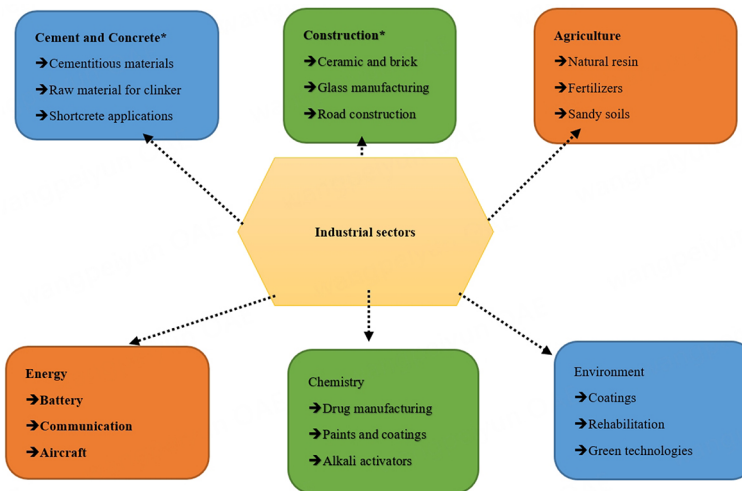 Cement and Concrete*
➔Cementitious materials
➔Raw material for clinker
➔Shortcrete applications
Construction*
➔Ceramic and brick
➔Glass manufacturing
➔Road construction
Agriculture
➔Natural resin
➔Fertilizers
➔Sandy soils
Industrial sectors
Energy
➔Battery
➔Communication
➔Aircraft
Chemistry
➔Drug manufacturing
➔Paints and coatings
➔Alkali activators
Environment
➔Coatings
➔Rehabilitation
➔Green technologies